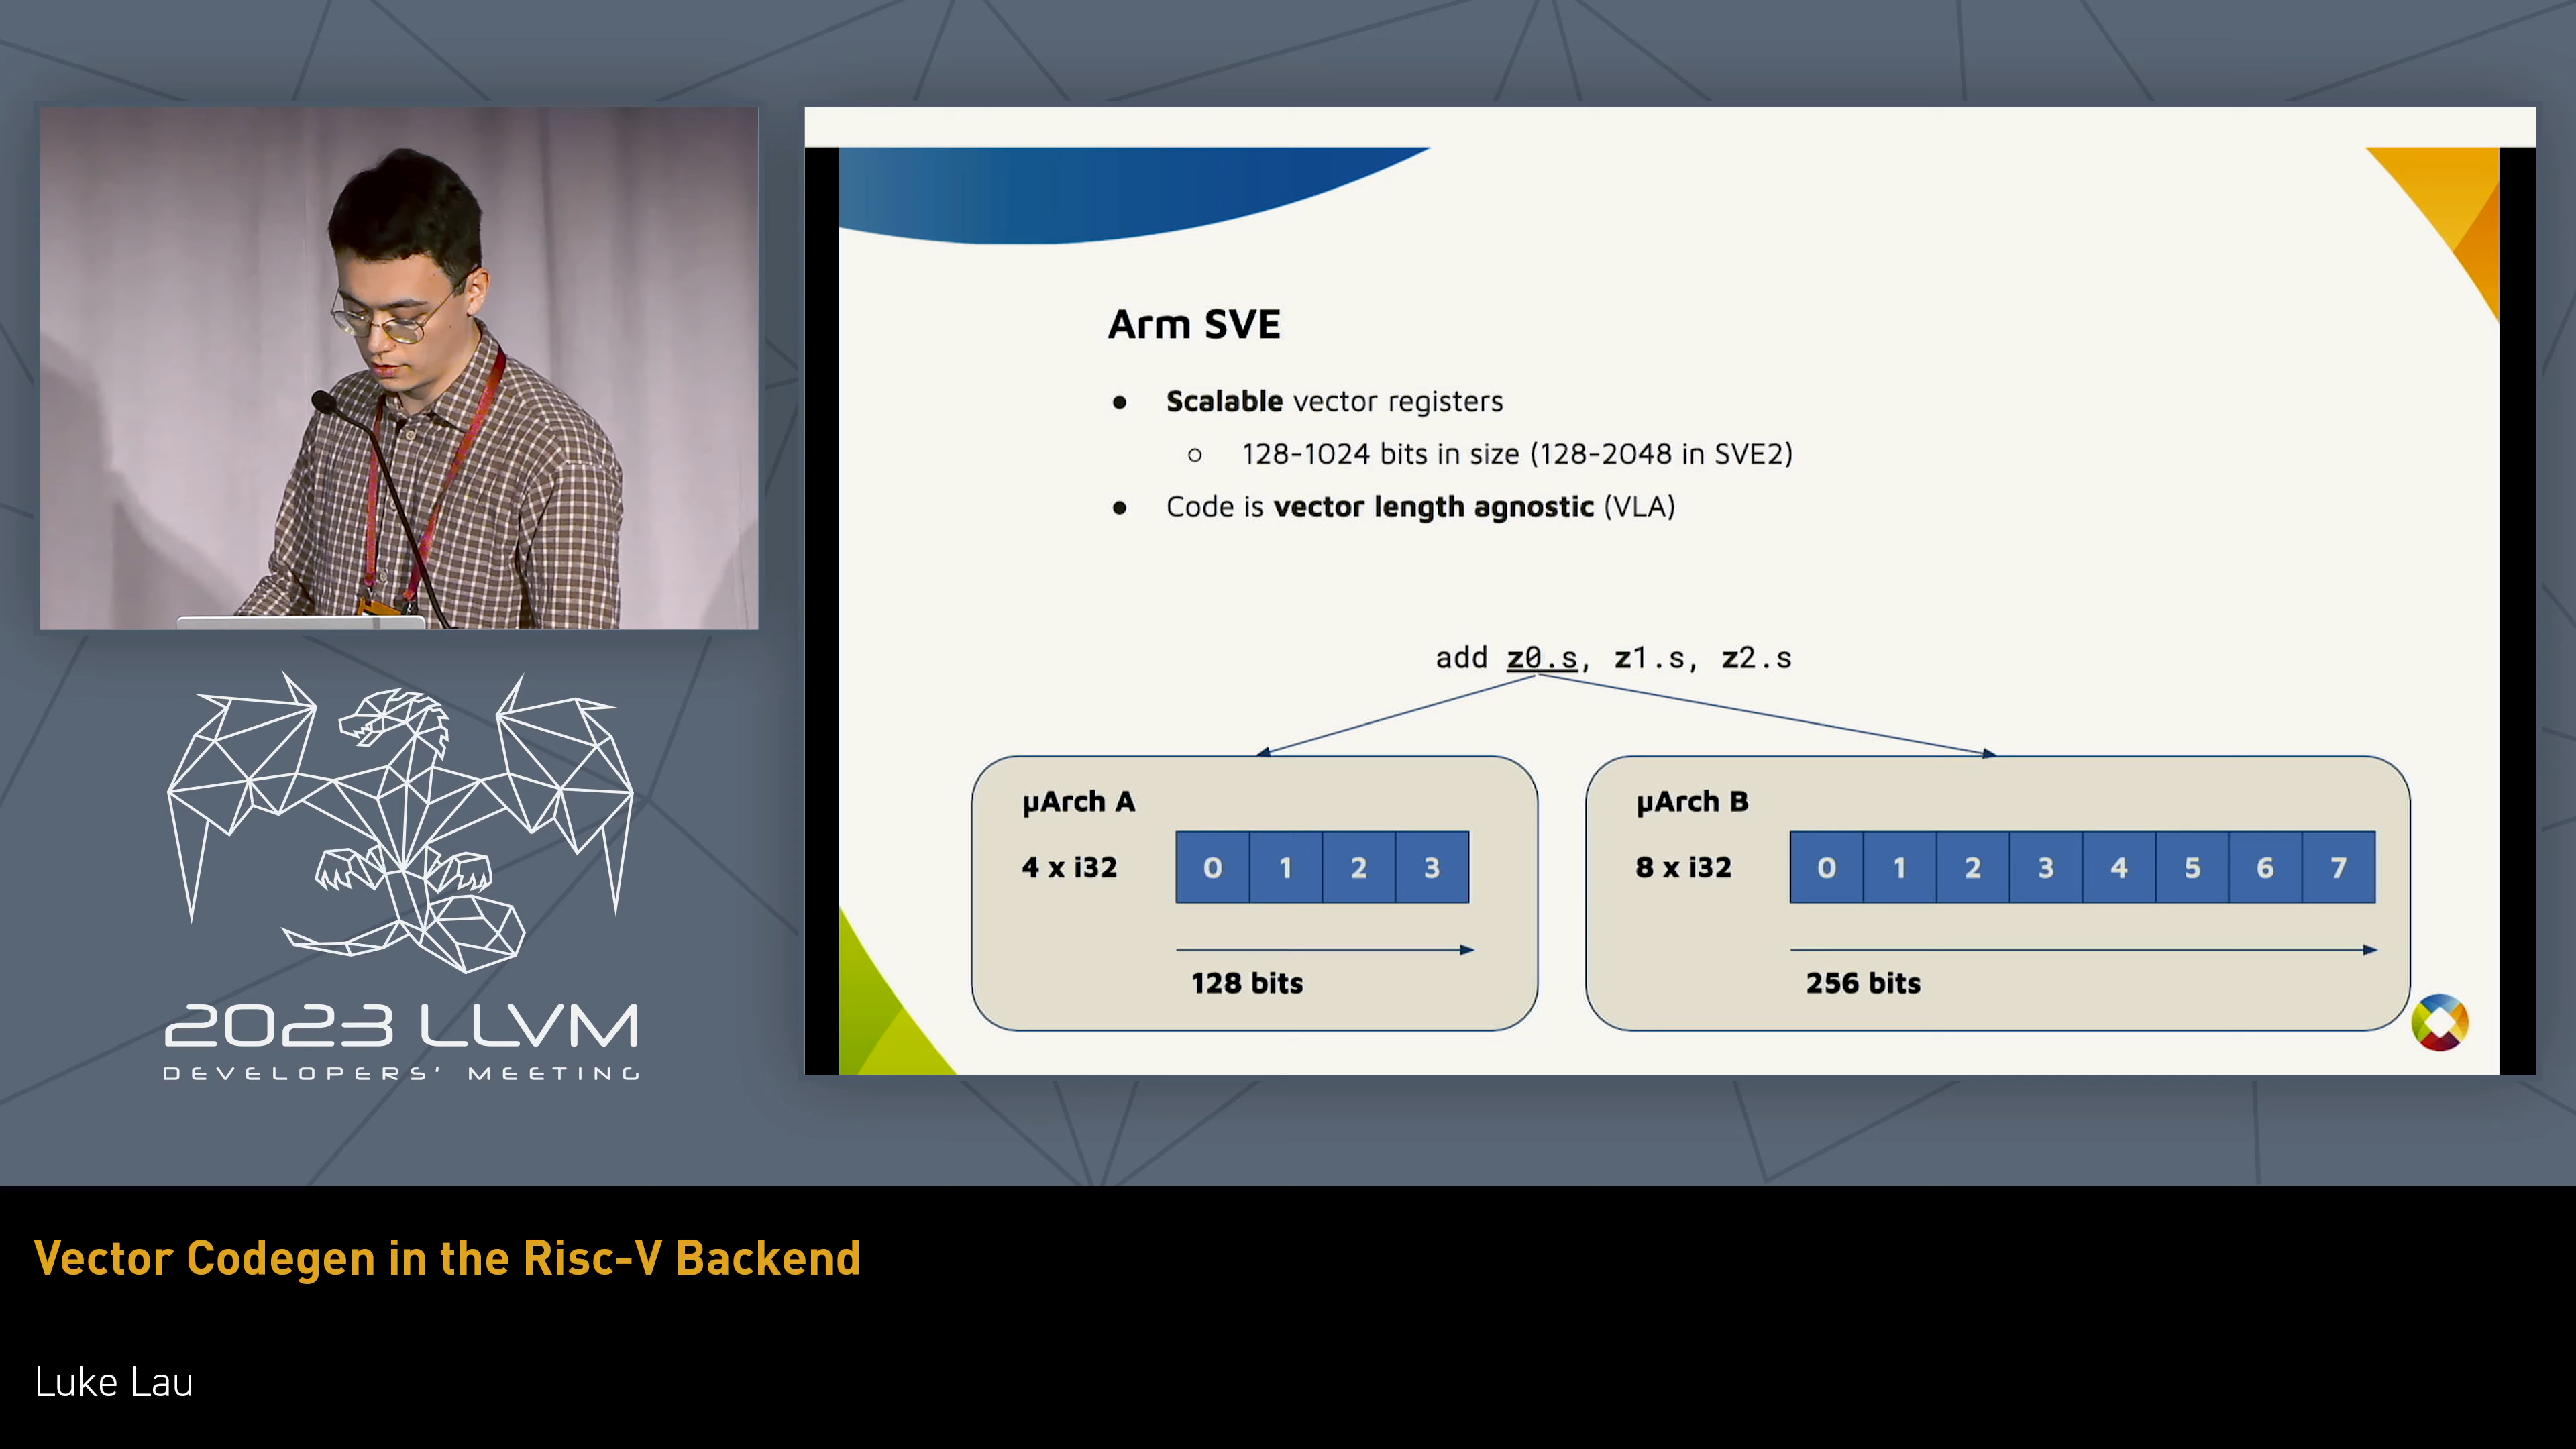 Arm SVE
● Scalable vector registers
○ 128-1024 bits in size (128-2048 in SVE2)
● Code is vector length agnostic (VLA)
add z0.s, z1.s, z2.s
µArch A
4 x i32 0 1 2 3
128 bits
µArch B
8 x i32 0 1 2 3 4 5 6 7
256 bits
2023 LLVM
DEVELOPERS' MEETING
Vector Codegen in the Risc-V Backend
Luke Lau